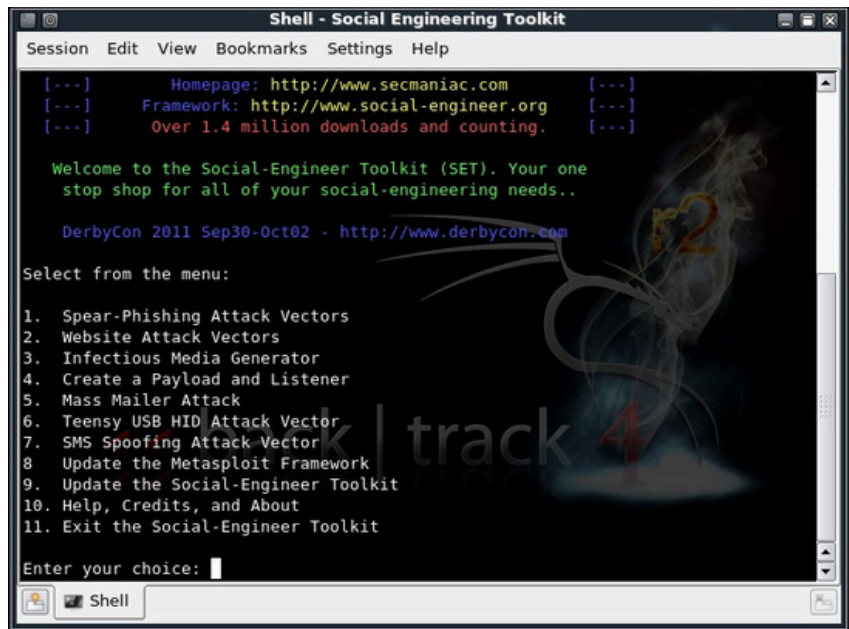 Shell - Social Engineering Toolkit
Session Edit View Bookmarks Settings Help
[---] Homepage: http://www.secmaniac.com [---]
[---] Framework: http://www.social-engineer.org [---]
[---] Over 1.4 million downloads and counting. [---]
Welcome to the Social-Engineer Toolkit (SET). Your one
stop shop for all of your social-engineering needs..
DerbyCon 2011 Sep30-Oct02 - http://www.derbycon.com
r2
Select from the menu:
1. Spear-Phishing Attack Vectors
2. Website Attack Vectors
3. Infectious Media Generator
4. Create a Payload and Listener
5. Mass Mailer Attack
6. Teensy USB HID Attack Vector
7. SMS Spoofing Attack Vector
8 Update the Metasploit Framework
9. Update the Social-Engineer Toolkit
10. Help, Credits, and About
11. Exit the Social-Engineer Toolkit
<< back | track 4
Enter your choice:
Shell